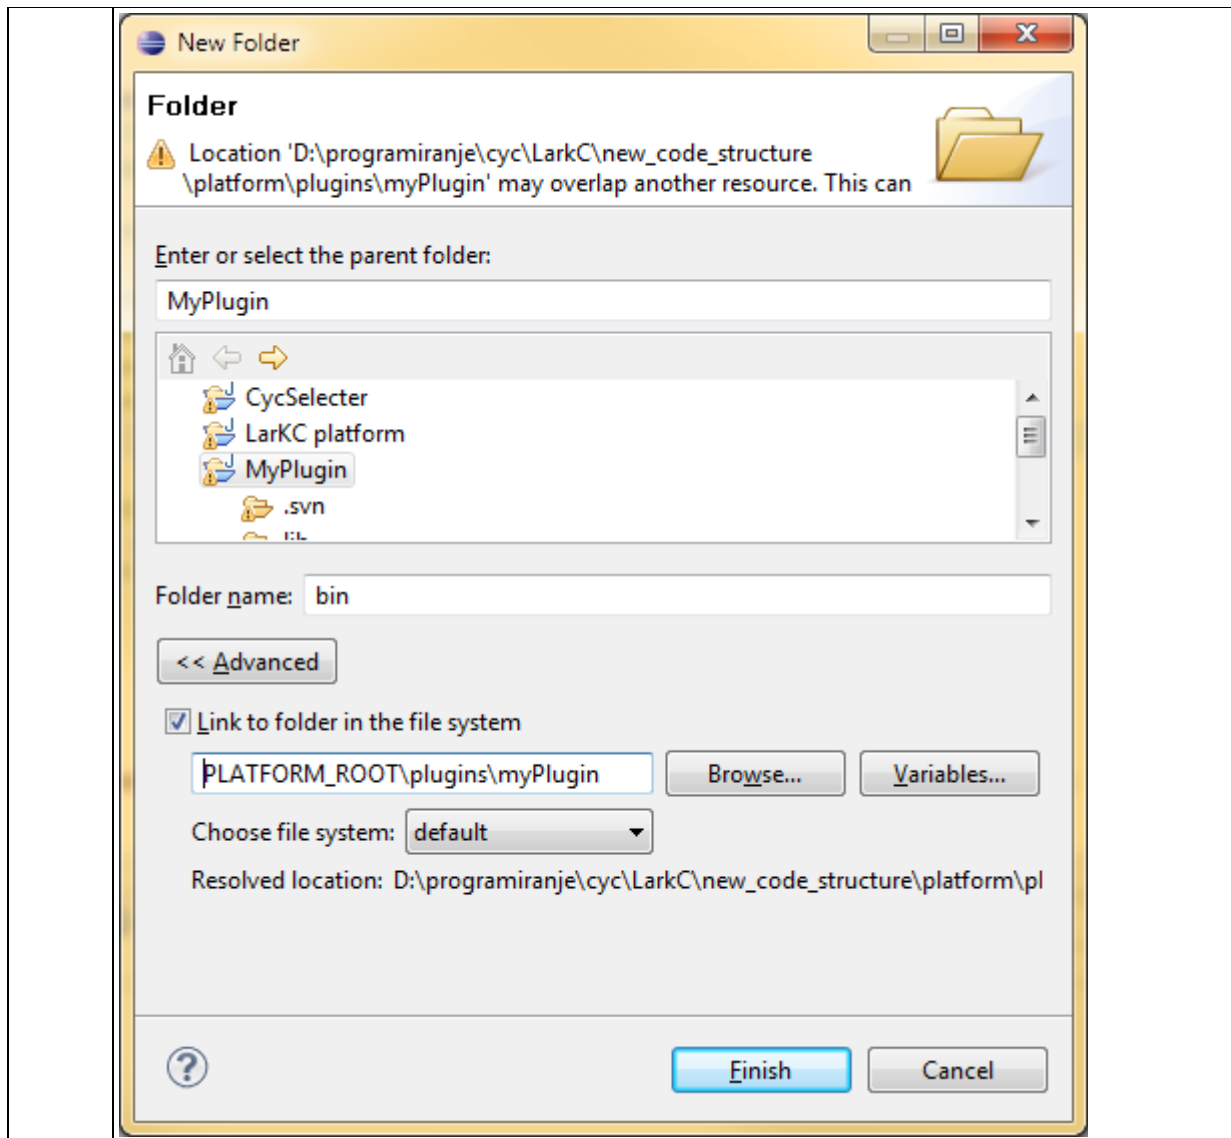 New Folder
Folder
Location 'D:\programiranje\cyc\LarkC\new_code_structure
\platform\plugins\myPlugin' may overlap another resource. This can
Enter or select the parent folder:
MyPlugin
CycSelecter
LarKC platform
MyPlugin
.svn
lib
Folder name: bin
<< Advanced
Link to folder in the file system
PLATFORM_ROOT\plugins\myPlugin Browse... Variables...
Choose file system: default
Resolved location: D:\programiranje\cyc\LarkC\new_code_structure\platform\pl
? Finish Cancel